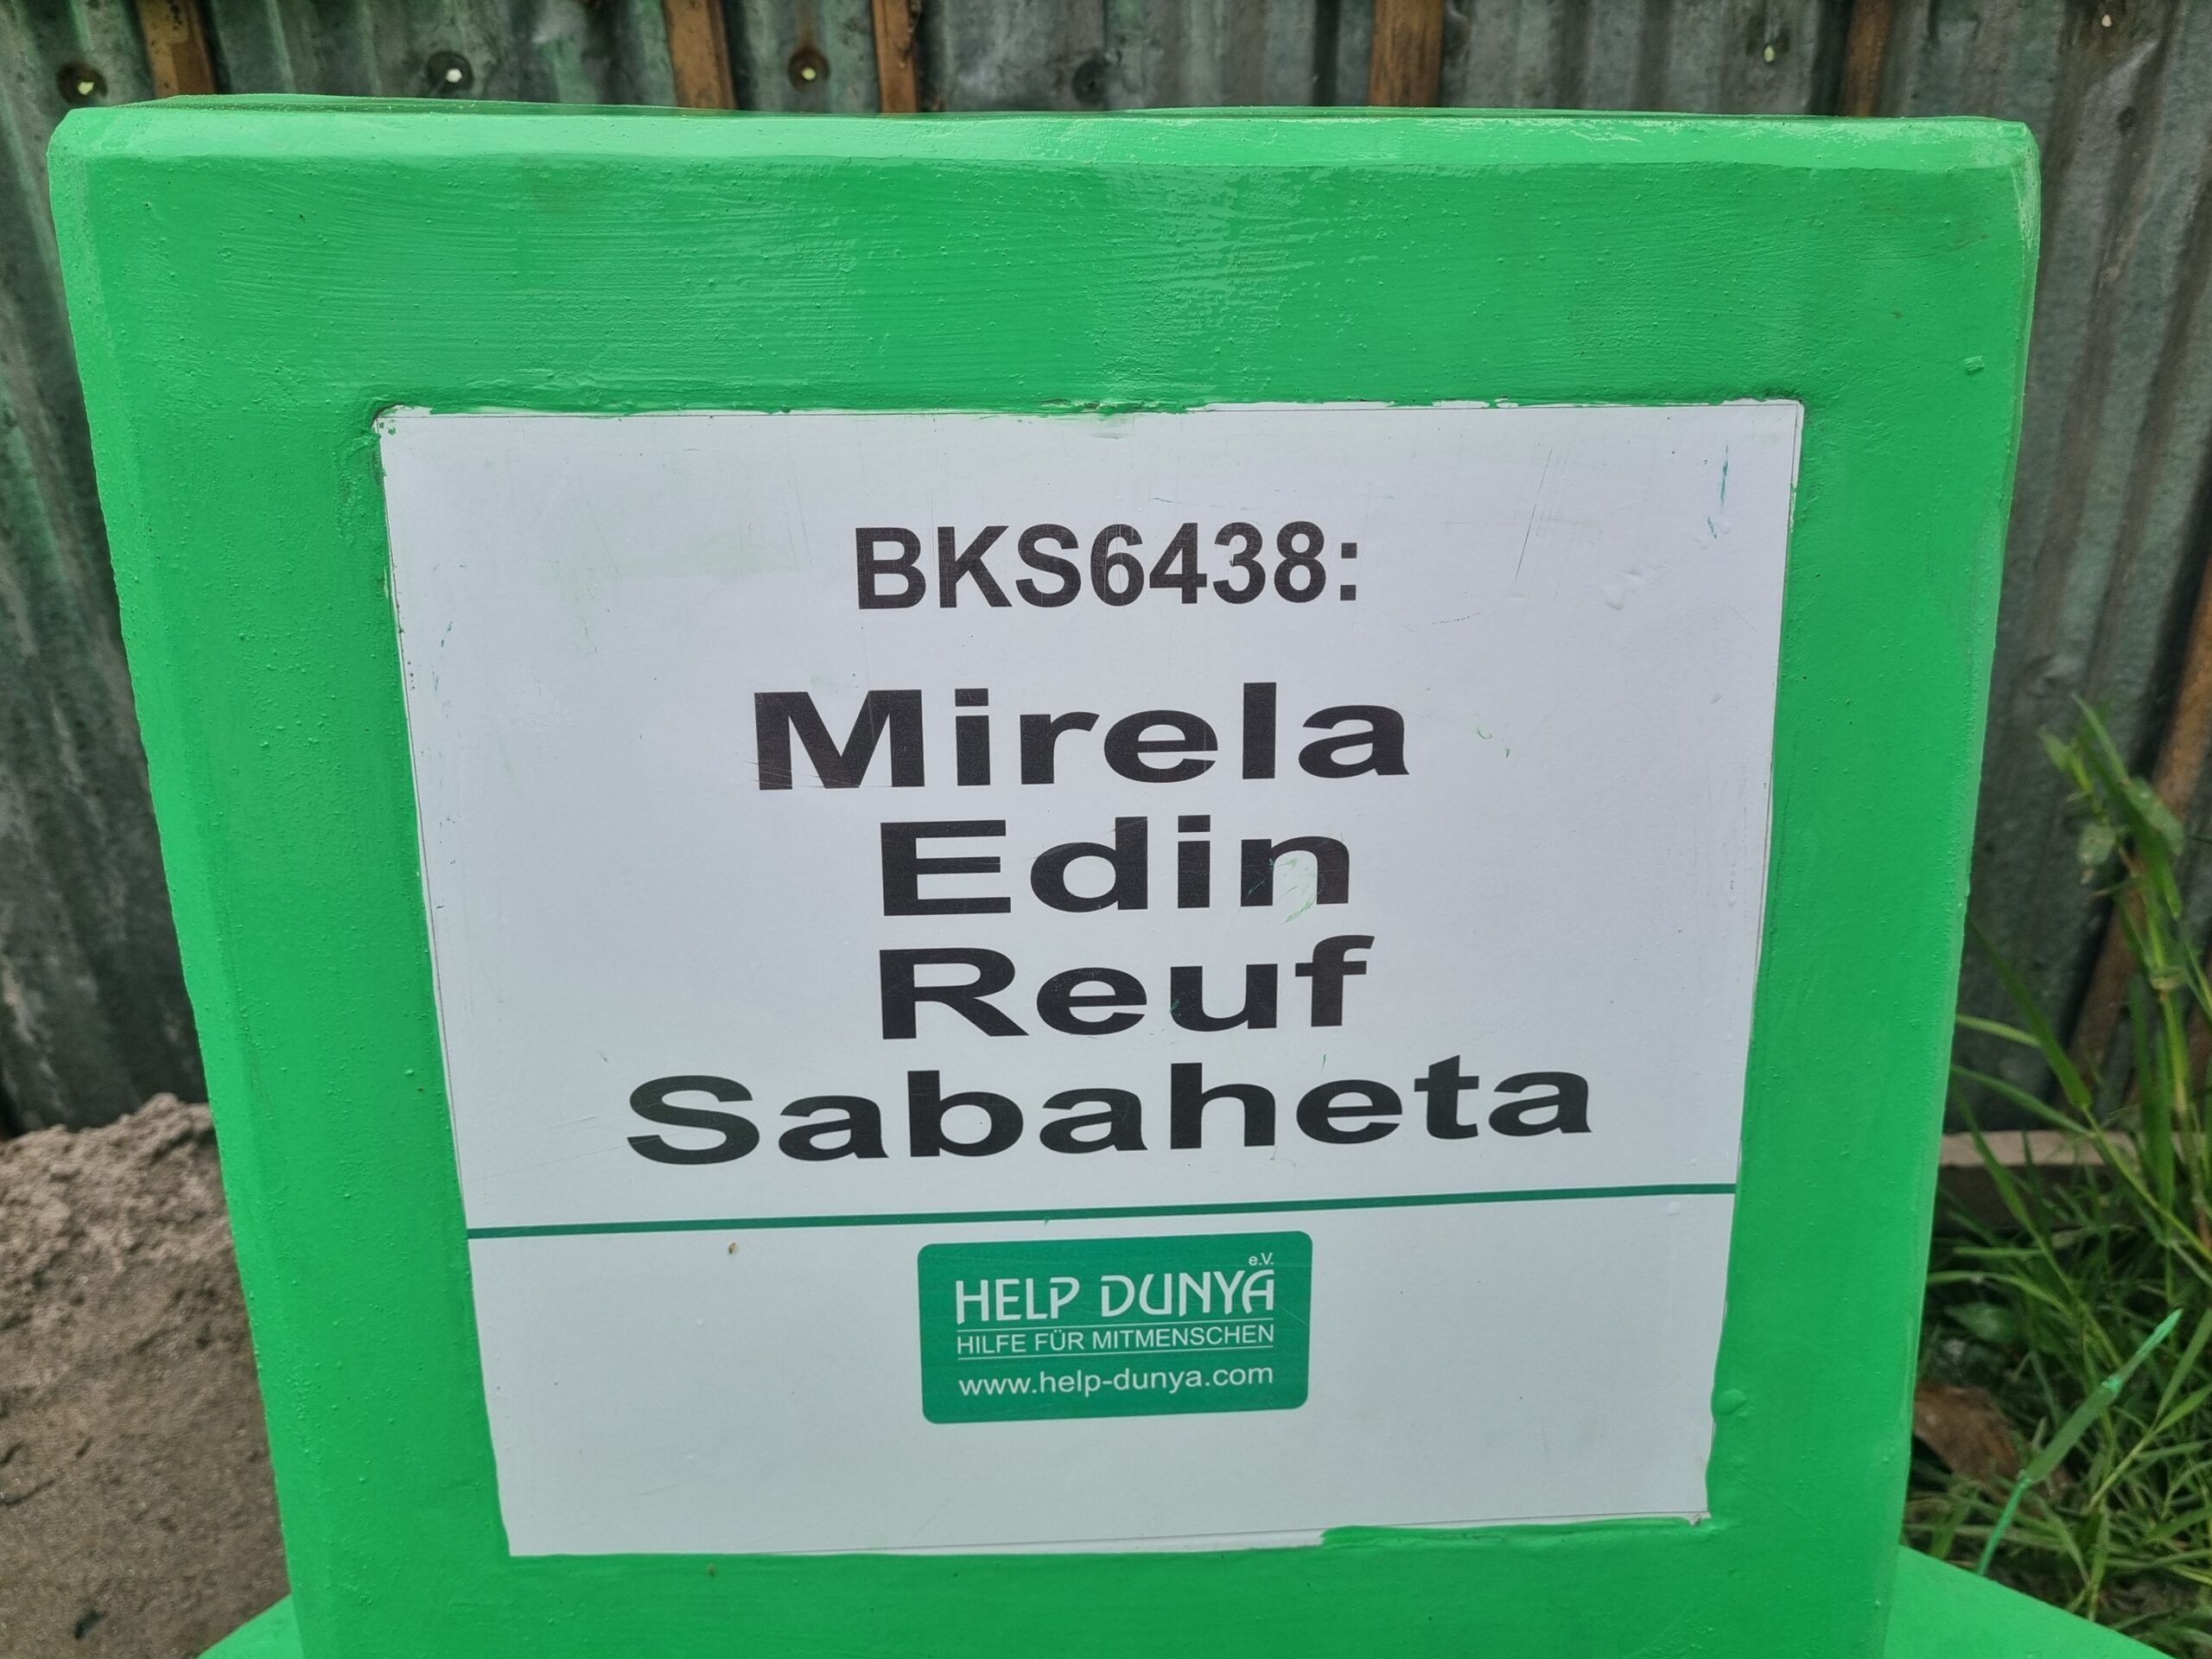 BKS6438:
Mirela
Edin
Reuf
Sabaheta
e.V.
HELP DUNYA
HILFE FÜR MITMENSCHEN
www.help-dunya.com